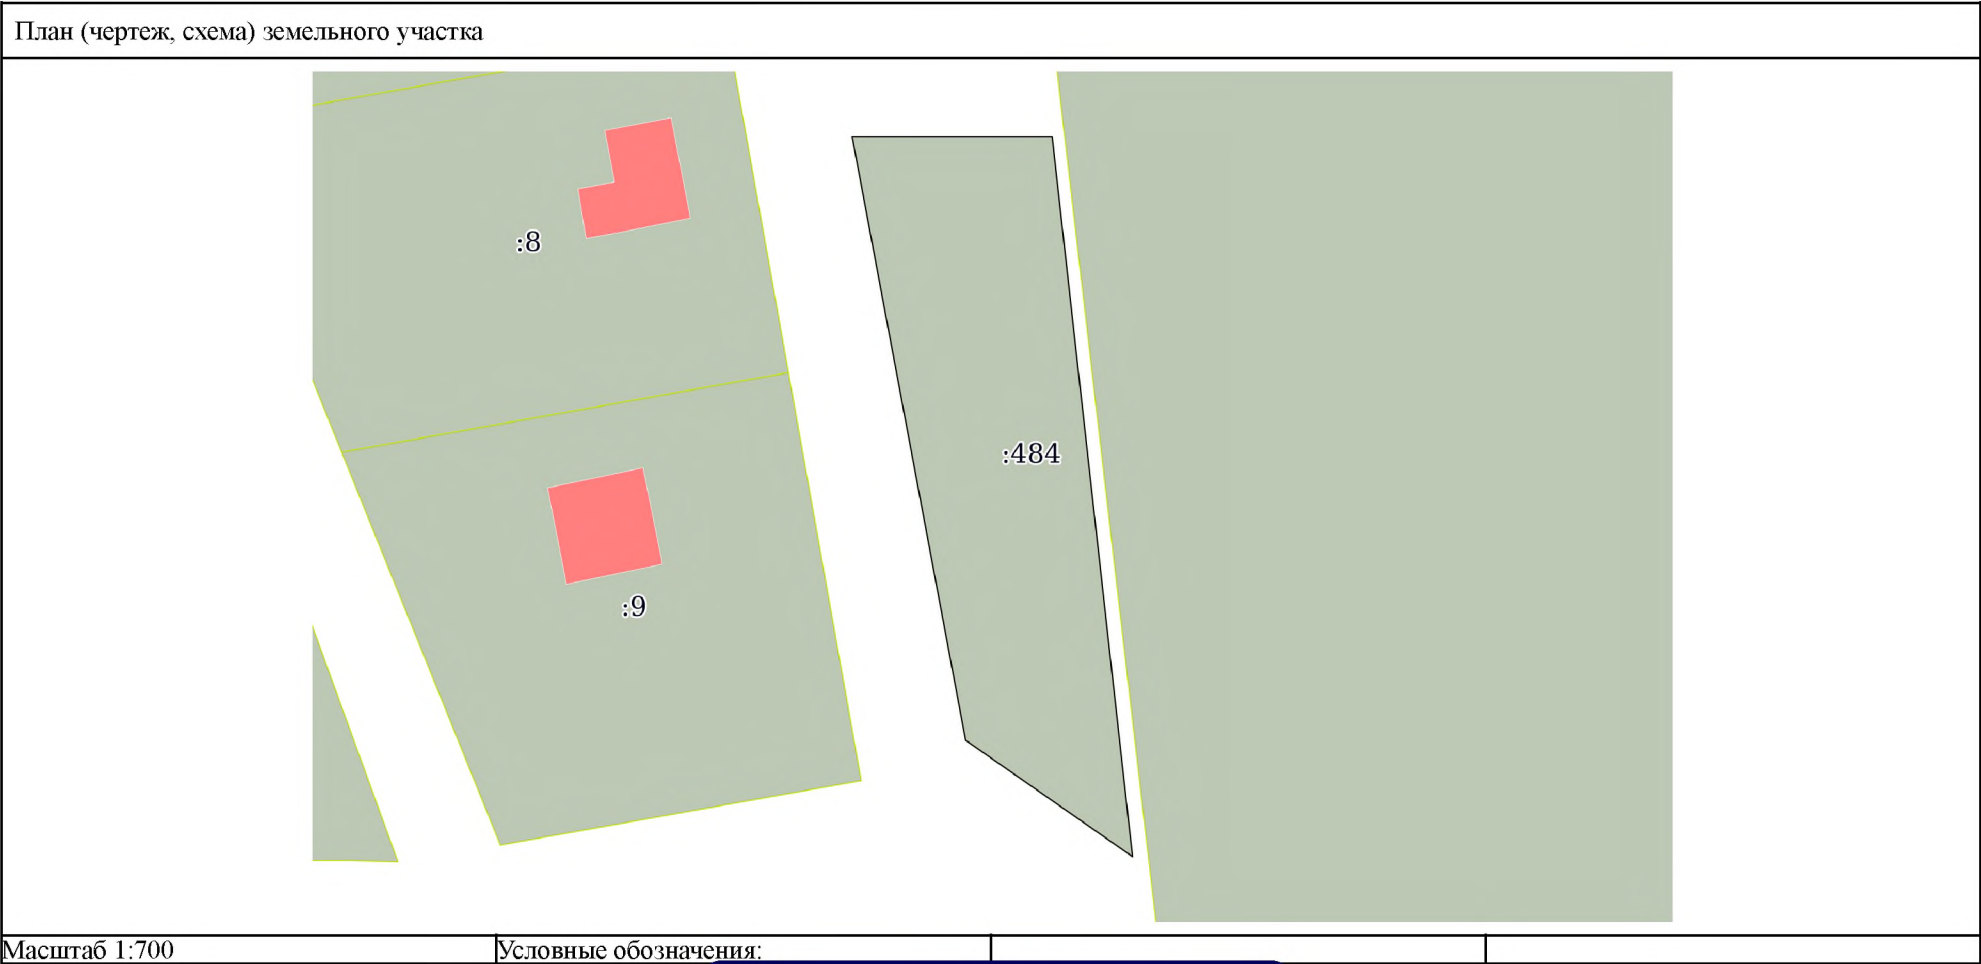 План (чертеж, схема) земельного участка
:8
:484
:9
Масштаб 1:700
Условные обозначения: